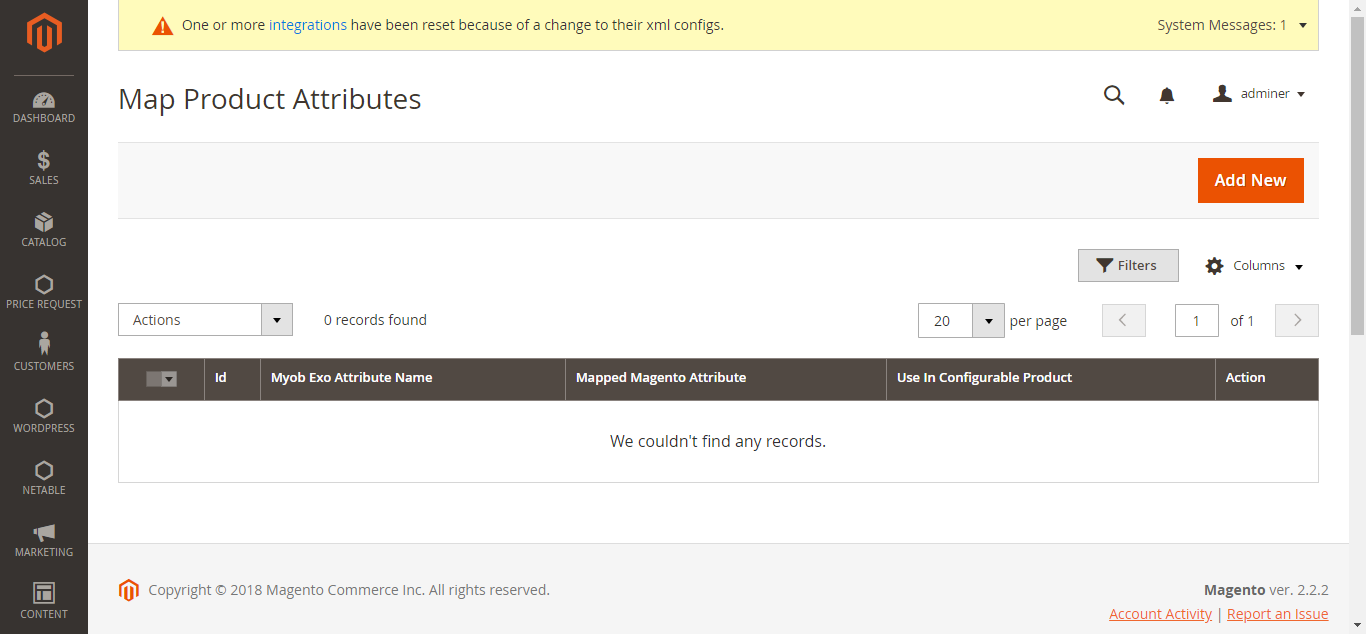 One or more integrations have been reset because of a change to their xml configs.
System Messages: 1
Map Product Attributes
adminer
DASHBOARD
SALES
CATALOG
PRICE REQUEST
CUSTOMERS
WORDPRESS
NETABLE
MARKETING
CONTENT
Add New
Filters
Columns
Actions
0 records found
20 per page
1 of 1
Id Myob Exo Attribute Name Mapped Magento Attribute Use In Configurable Product Action
We couldn't find any records.
Copyright © 2018 Magento Commerce Inc. All rights reserved.
Magento ver. 2.2.2
Account Activity | Report an Issue